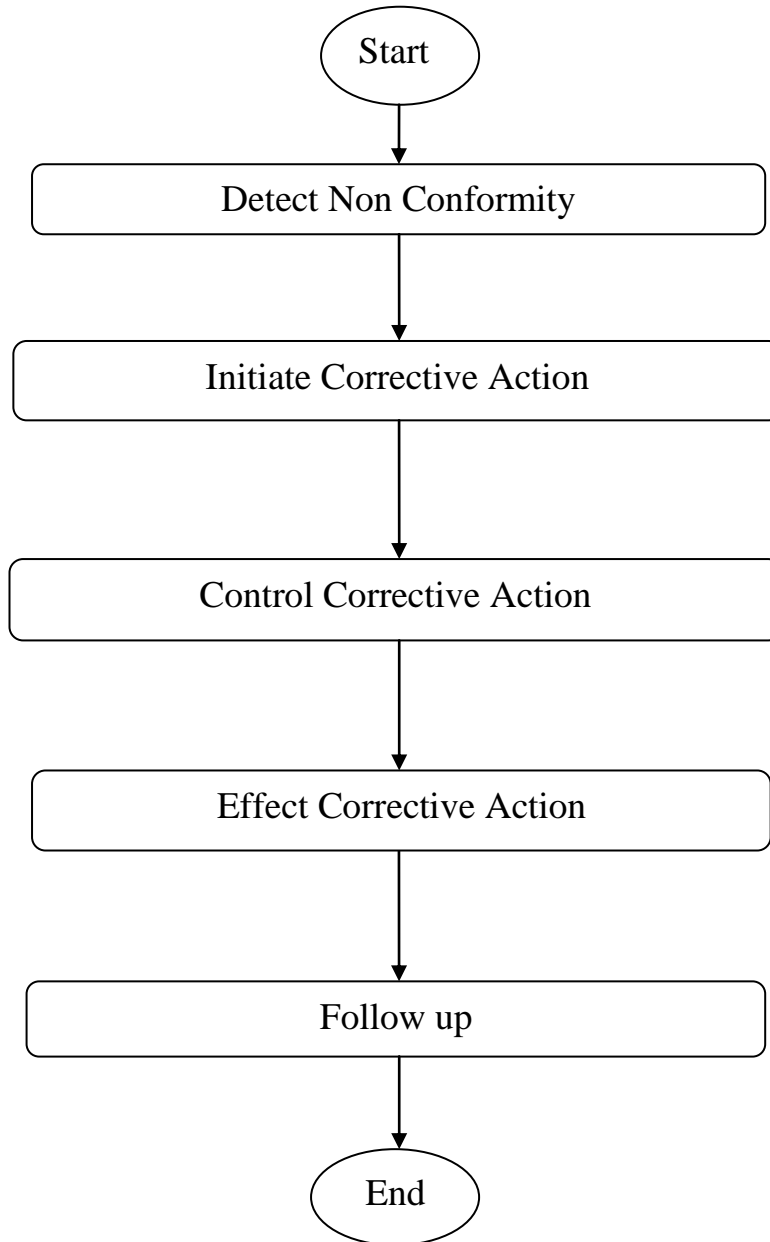 Start
Detect Non Conformity
Initiate Corrective Action
Control Corrective Action
Effect Corrective Action
Follow up
End